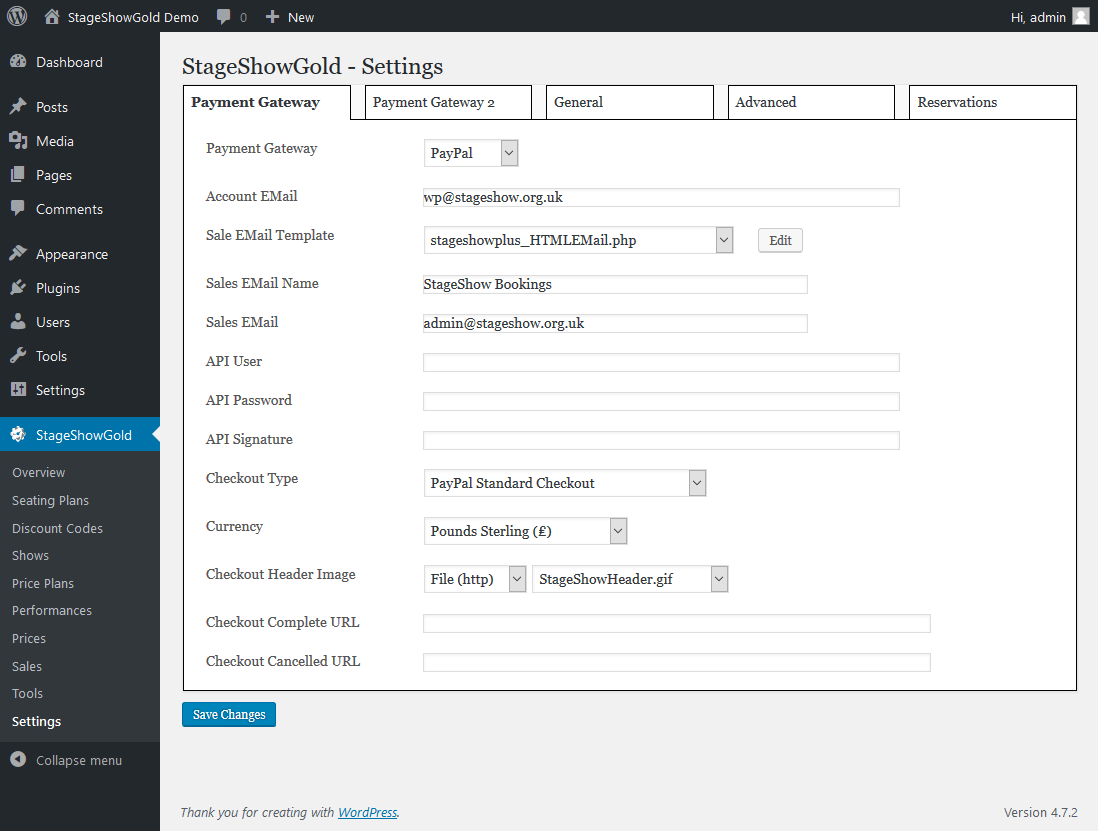 StageShowGold Demo 0 New Hi, admin
Dashboard
Posts
Media
Pages
Comments
Appearance
Plugins
Users
Tools
Settings
StageShowGold
Overview
Seating Plans
Discount Codes
Shows
Price Plans
Performances
Prices
Sales
Tools
Settings
Collapse menu
StageShowGold - Settings
Payment Gateway Payment Gateway 2 General Advanced Reservations
Payment Gateway PayPal
Account EMail wp@stageshow.org.uk
Sale EMail Template stageshowplus_HTMLEMail.php Edit
Sales EMail Name StageShow Bookings
Sales EMail admin@stageshow.org.uk
API User
API Password
API Signature
Checkout Type PayPal Standard Checkout
Currency Pounds Sterling (£)
Checkout Header Image File (http) StageShowHeader.gif
Checkout Complete URL
Checkout Cancelled URL
Save Changes
Thank you for creating with WordPress. Version 4.7.2